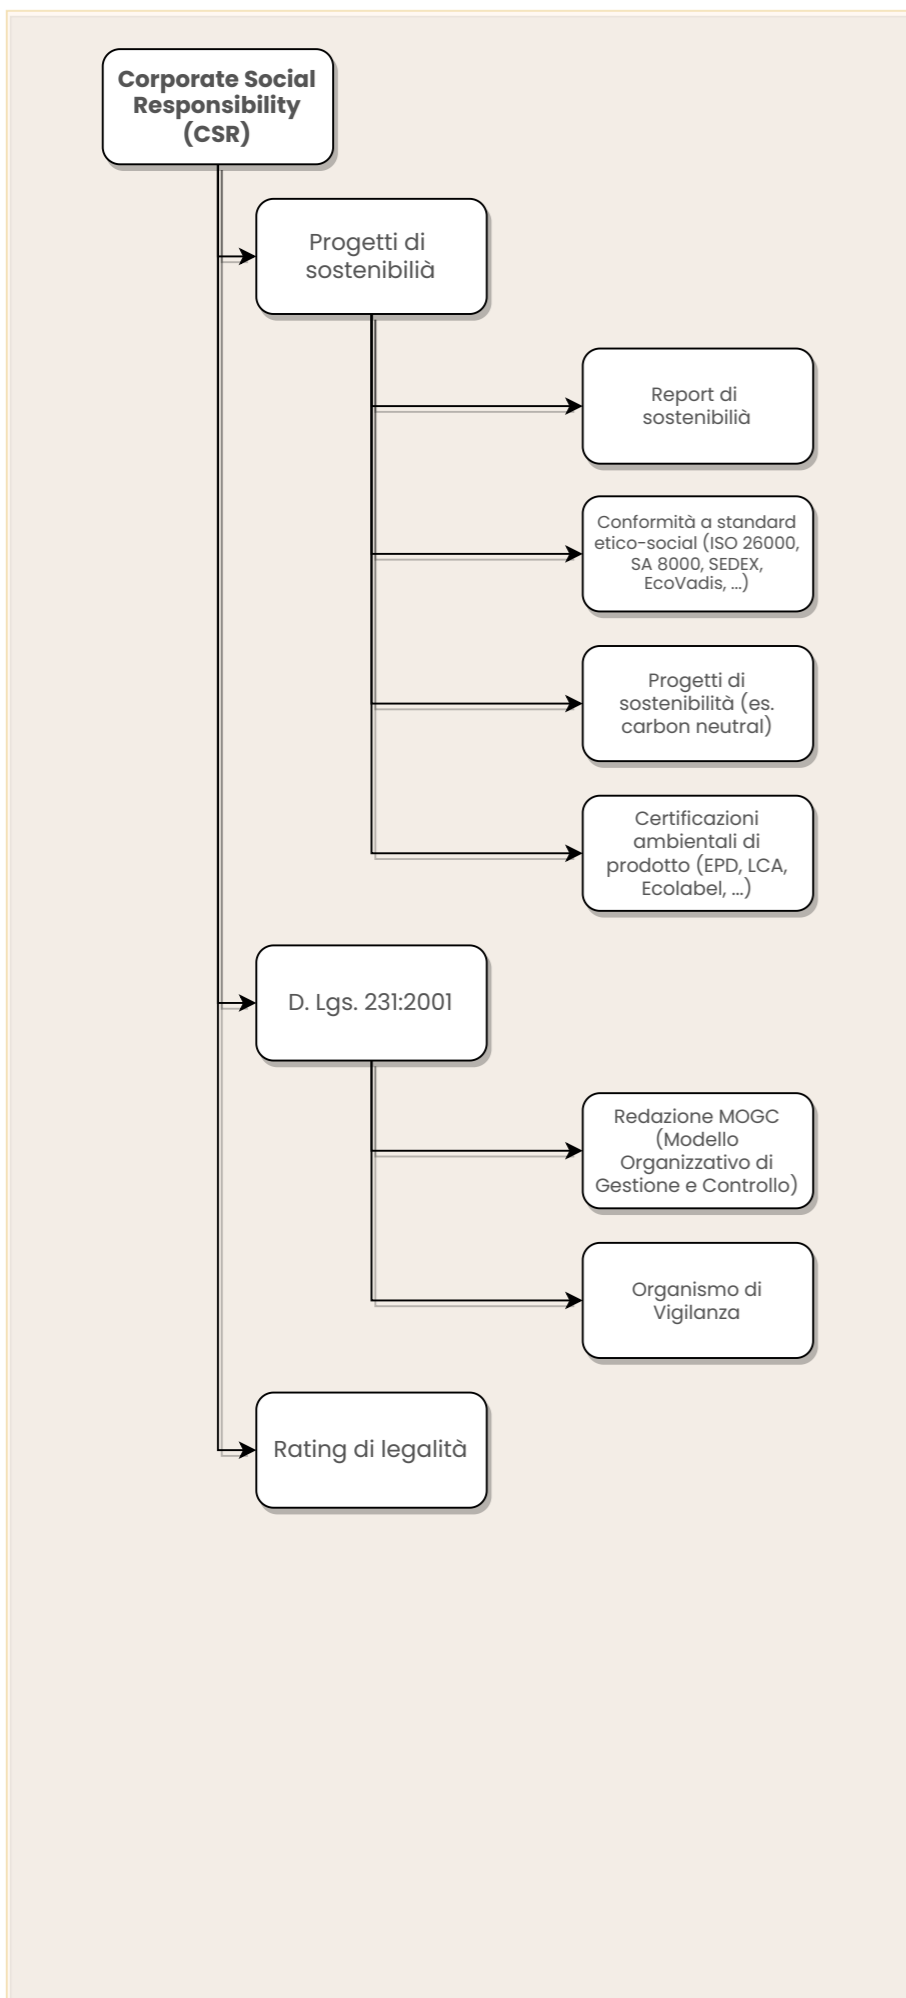 Corporate Social
Responsibility
(CSR)
Progetti di
sostenibilià
Report di
sostenibilià
Conformità a standard
etico-social (ISO 26000,
SA 8000, SEDEX,
EcoVadis, ...)
Progetti di
sostenibilità (es.
carbon neutral)
Certificazioni
ambientali di
prodotto (EPD, LCA,
Ecolabel, ...)
D. Lgs. 231:2001
Redazione MOGC
(Modello
Organizzativo di
Gestione e Controllo)
Organismo di
Vigilanza
Rating di legalità